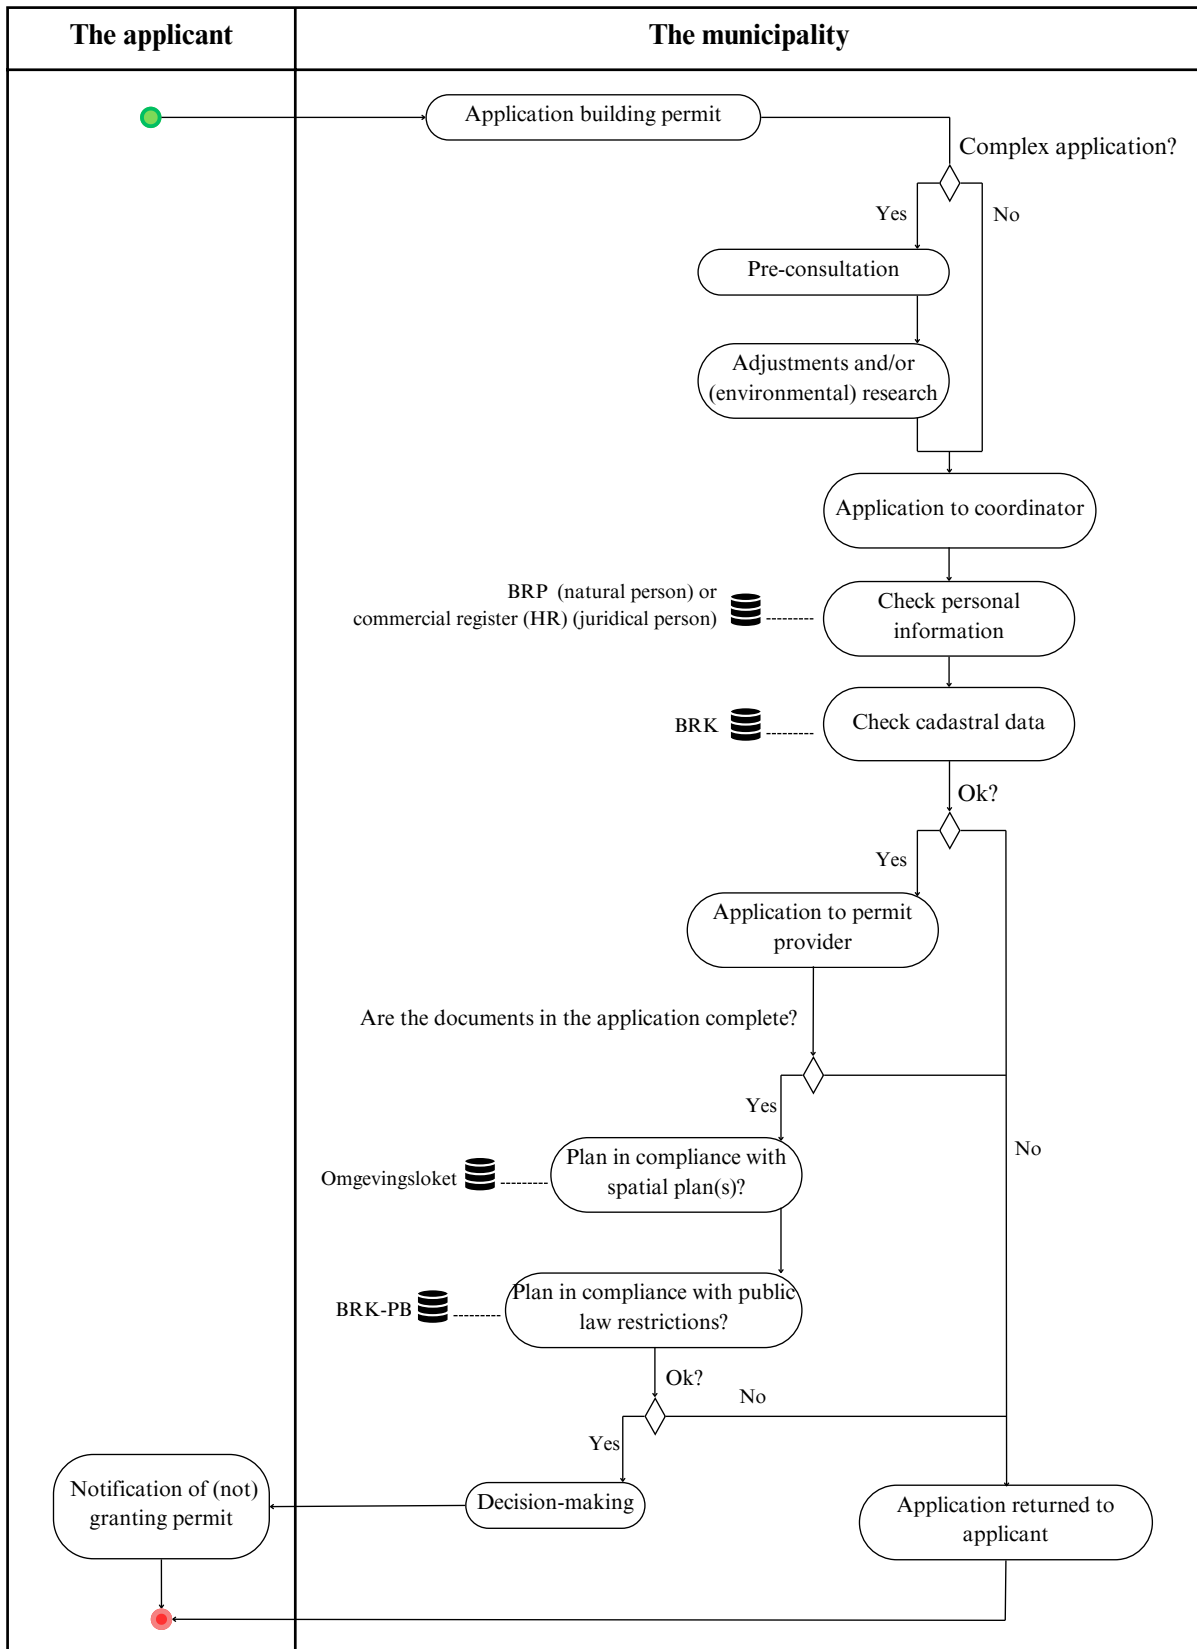 The applicant
The municipality
Application building permit
Complex application?
Yes
No
Pre-consultation
Adjustments and/or
(environmental) research
Application to coordinator
BRP (natural person) or
commercial register (HR) (juridical person)
Check personal
information
BRK
Check cadastral data
Ok?
Yes
Application to permit
provider
Are the documents in the application complete?
Yes
No
Omgevingsloket
Plan in compliance with
spatial plan(s)?
BRK-PB
Plan in compliance with public
law restrictions?
Ok?
No
Yes
Notification of (not)
granting permit
Decision-making
Application returned to
applicant